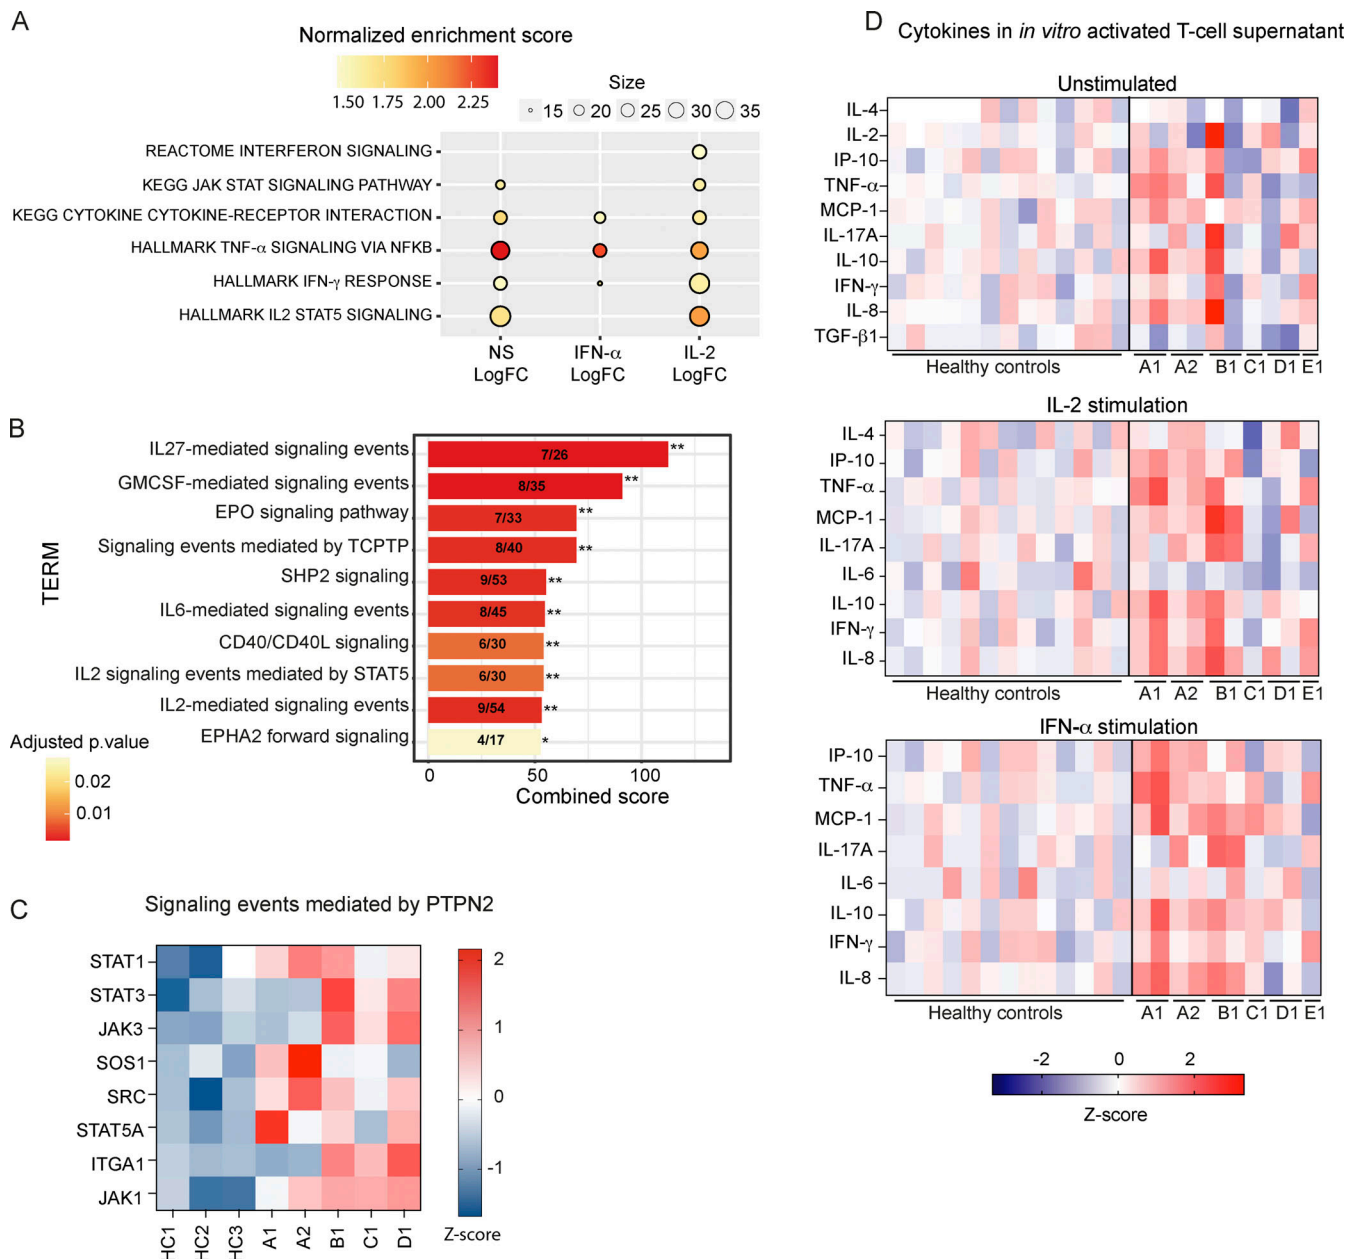 A
Normalized enrichment score
1.50 1.75 2.00 2.25
Size
15 20 25 30 35
REACTOME INTERFERON SIGNALING
KEGG JAK STAT SIGNALING PATHWAY
KEGG CYTOKINE CYTOKINE-RECEPTOR INTERACTION
HALLMARK TNF-α SIGNALING VIA NFKB
HALLMARK IFN-γ RESPONSE
HALLMARK IL2 STAT5 SIGNALING
NS IFN-α IL-2
LogFC LogFC LogFC
B
TERM
IL27-mediated signaling events 7/26 **
GMCSF-mediated signaling events 8/35 **
EPO signaling pathway 7/33 **
Signaling events mediated by TCPTP 8/40 **
SHP2 signaling 9/53 **
IL6-mediated signaling events 8/45 **
CD40/CD40L signaling 6/30 **
IL2 signaling events mediated by STAT5 6/30 **
IL2-mediated signaling events 9/54 **
EPHA2 forward signaling 4/17 *
0 50 100
Combined score
Adjusted p.value
0.02
0.01
C
Signaling events mediated by PTPN2
STAT1
STAT3
JAK3
SOS1
SRC
STAT5A
ITGA1
JAK1
HC1 HC2 HC3 A1 A2 B1 C1 D1
2
1
0
-1
Z-score
D
Cytokines in in vitro activated T-cell supernatant
Unstimulated
IL-4
IL-2
IP-10
TNF-α
MCP-1
IL-17A
IL-10
IFN-γ
IL-8
TGF-β1
Healthy controls A1 A2 B1 C1 D1 E1
IL-2 stimulation
IL-4
IP-10
TNF-α
MCP-1
IL-17A
IL-6
IL-10
IFN-γ
IL-8
Healthy controls A1 A2 B1 C1 D1 E1
IFN-α stimulation
IP-10
TNF-α
MCP-1
IL-17A
IL-6
IL-10
IFN-γ
IL-8
Healthy controls A1 A2 B1 C1 D1 E1
-2 0 2
Z-score